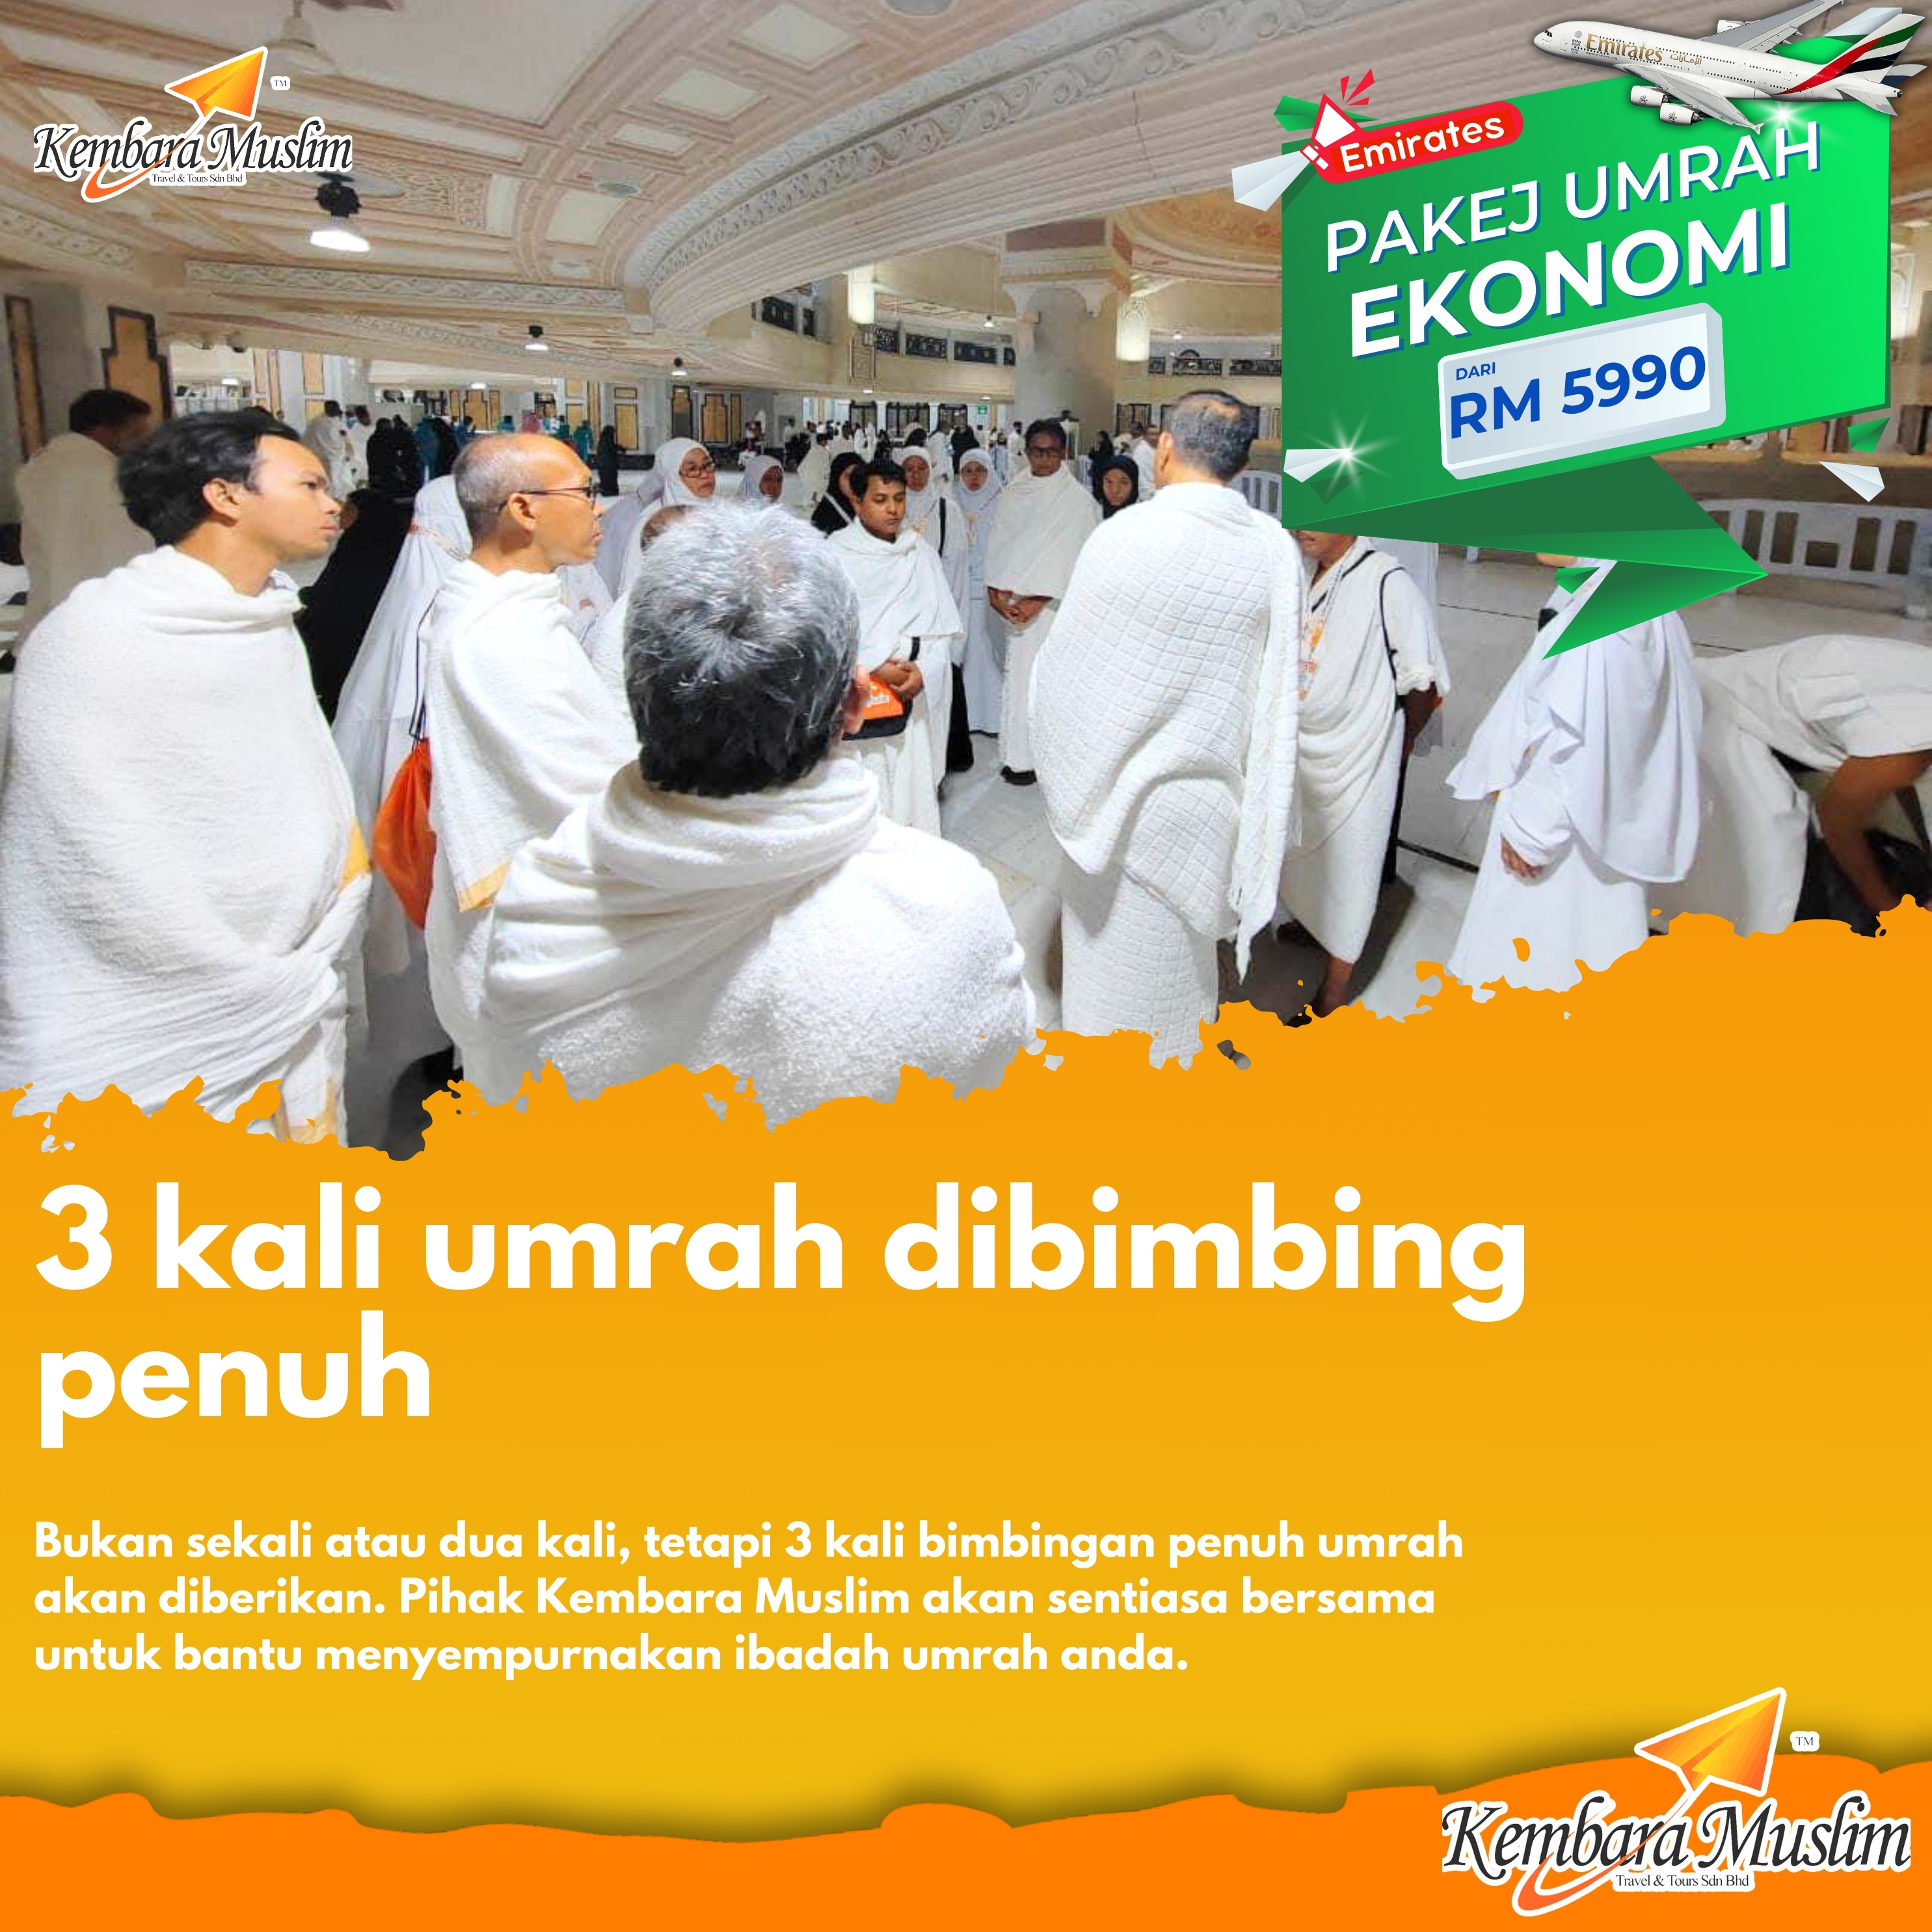 Kembara Muslim
TM
Travel & Tours Sdn Bhd
Emirates
Emirates
PAKEJ UMRAH
EKONOMI
DARI
RM 5990
3 kali umrah dibimbing
penuh
Bukan sekali atau dua kali, tetapi 3 kali bimbingan penuh umrah
akan diberikan. Pihak Kembara Muslim akan sentiasa bersama
untuk bantu menyempurnakan ibadah umrah anda.
TM
Kembara Muslim
Travel & Tours Sdn Bhd